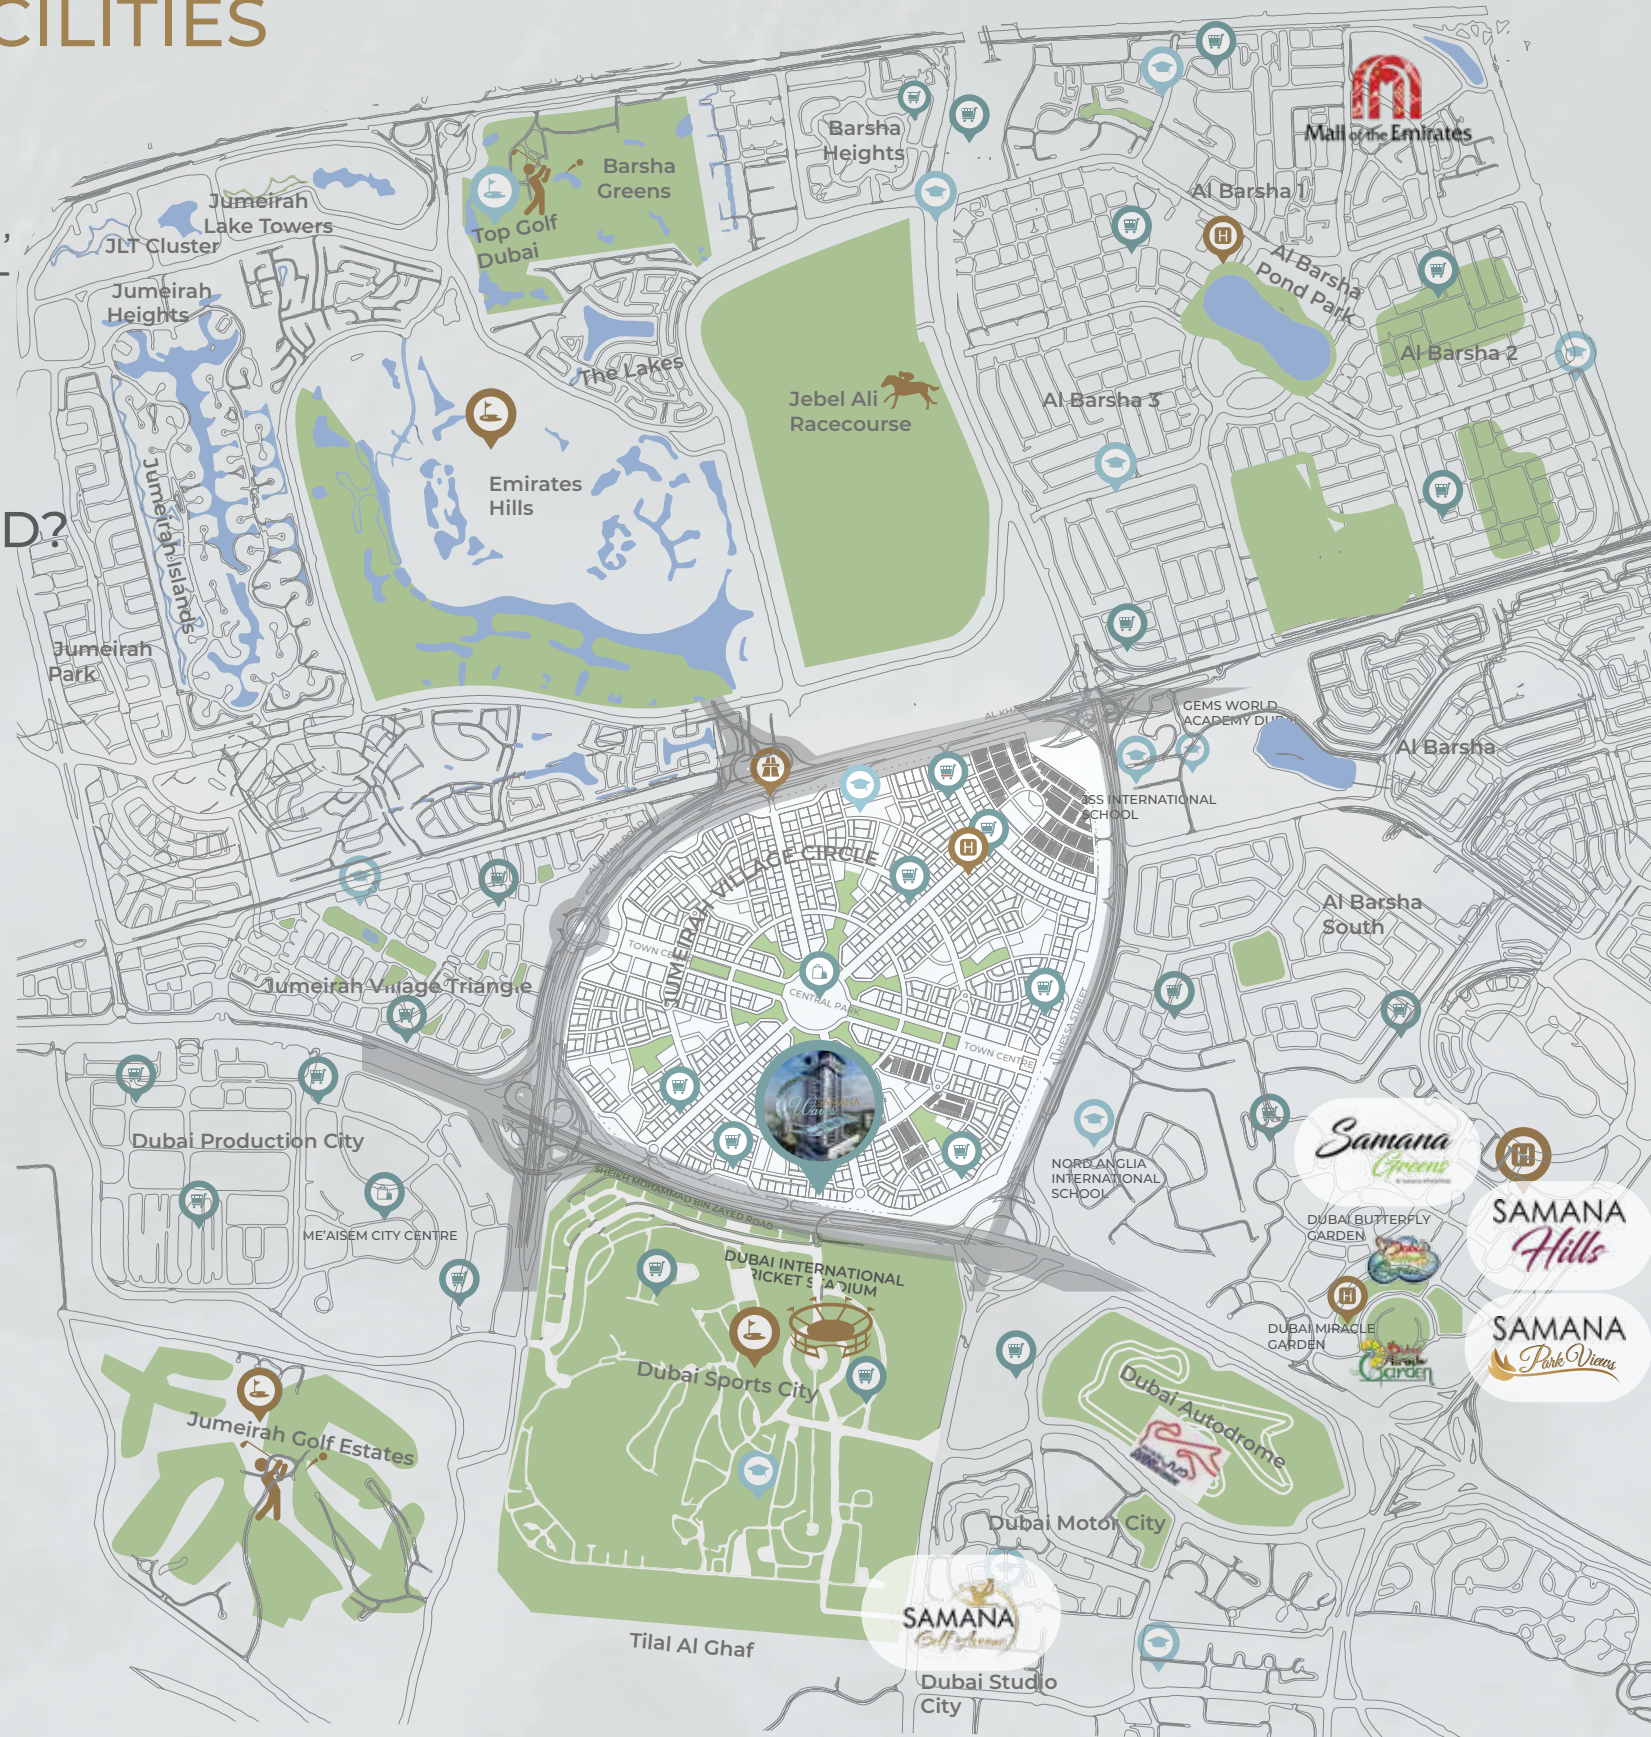 CILITIES
,
D?
Mall of the Emirates
Barsha
Heights
Barsha
Greens
Al Barsha 1
Jumeirah
Lake Towers
JLT Cluster
Top Golf
Dubai
Al Barsha
Pond Park
Jumeirah
Heights
Al Barsha 2
The Lakes
Jebel Ali
Racecourse
Al Barsha 3
Emirates
Hills
Jumeirah Islands
Jumeirah
Park
GEMS WORLD
ACADEMY DUBAI
Al Barsha
JSS INTERNATIONAL
SCHOOL
JUMEIRAH VILLAGE CIRCLE
Al Barsha
South
TOWN CENTRE
Jumeirah Village Triangle
CENTRAL PARK
TOWN CENTRE
AL HESSA STREET
SAMANA
Waves
Dubai Production City
Samana
Greens
NORD ANGLIA
INTERNATIONAL
SCHOOL
SHEIKH MOHAMMAD BIN ZAYED ROAD
ME'AISEM CITY CENTRE
DUBAI BUTTERFLY
GARDEN
SAMANA
Hills
DUBAI INTERNATIONAL
CRICKET STADIUM
DUBAI MIRACLE
GARDEN
SAMANA
Park Views
Dubai Sports City
Dubai Autodrome
Jumeirah Golf Estates
Dubai Motor City
SAMANA
Golf Avenue
Tilal Al Ghaf
Dubai Studio
City